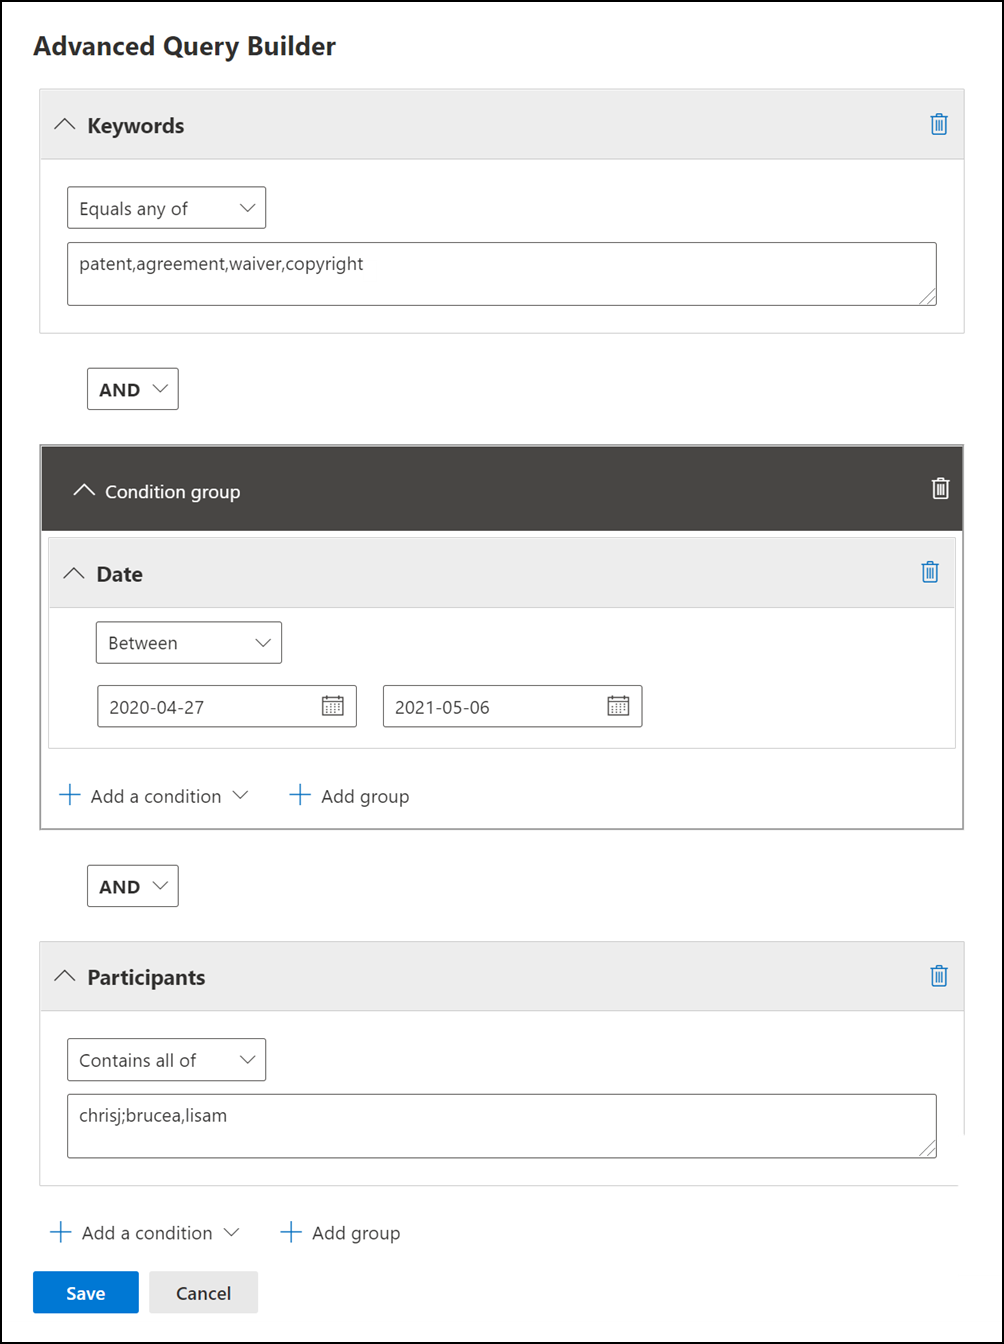 Advanced Query Builder
Keywords
Equals any of
patent,agreement,waiver,copyright
AND
Condition group
Date
Between
2020-04-27 2021-05-06
Add a condition Add group
AND
Participants
Contains all of
chrisj;brucea,lisam
Add a condition Add group
Save Cancel